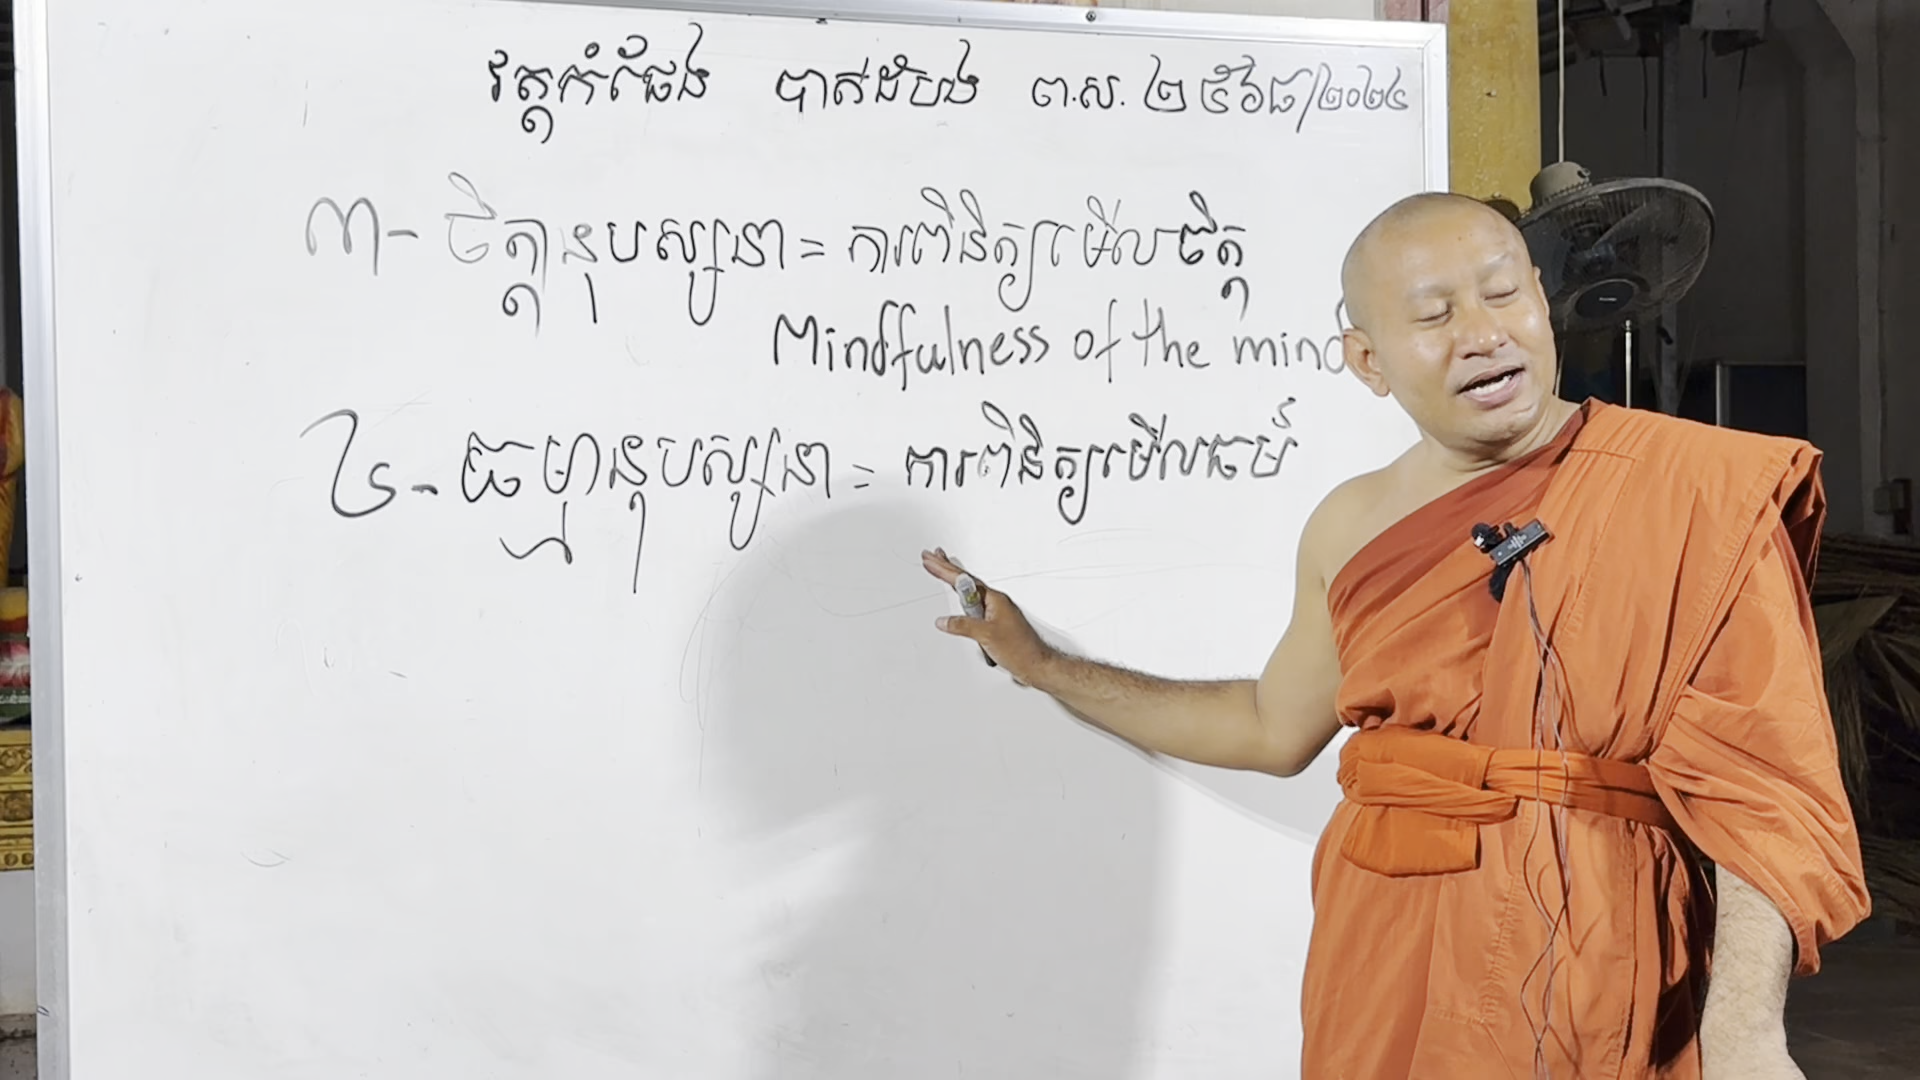 វត្តកំផែង បាត់ដំបង ព.ស. ២៥៦៨/២០២៤
៣- ចិត្តានុបស្សនា = ការពិនិត្យមើលចិត្ត
Mindfulness of the mind
៤- ធម្មានុបស្សនា = ការពិនិត្យមើលធម៌